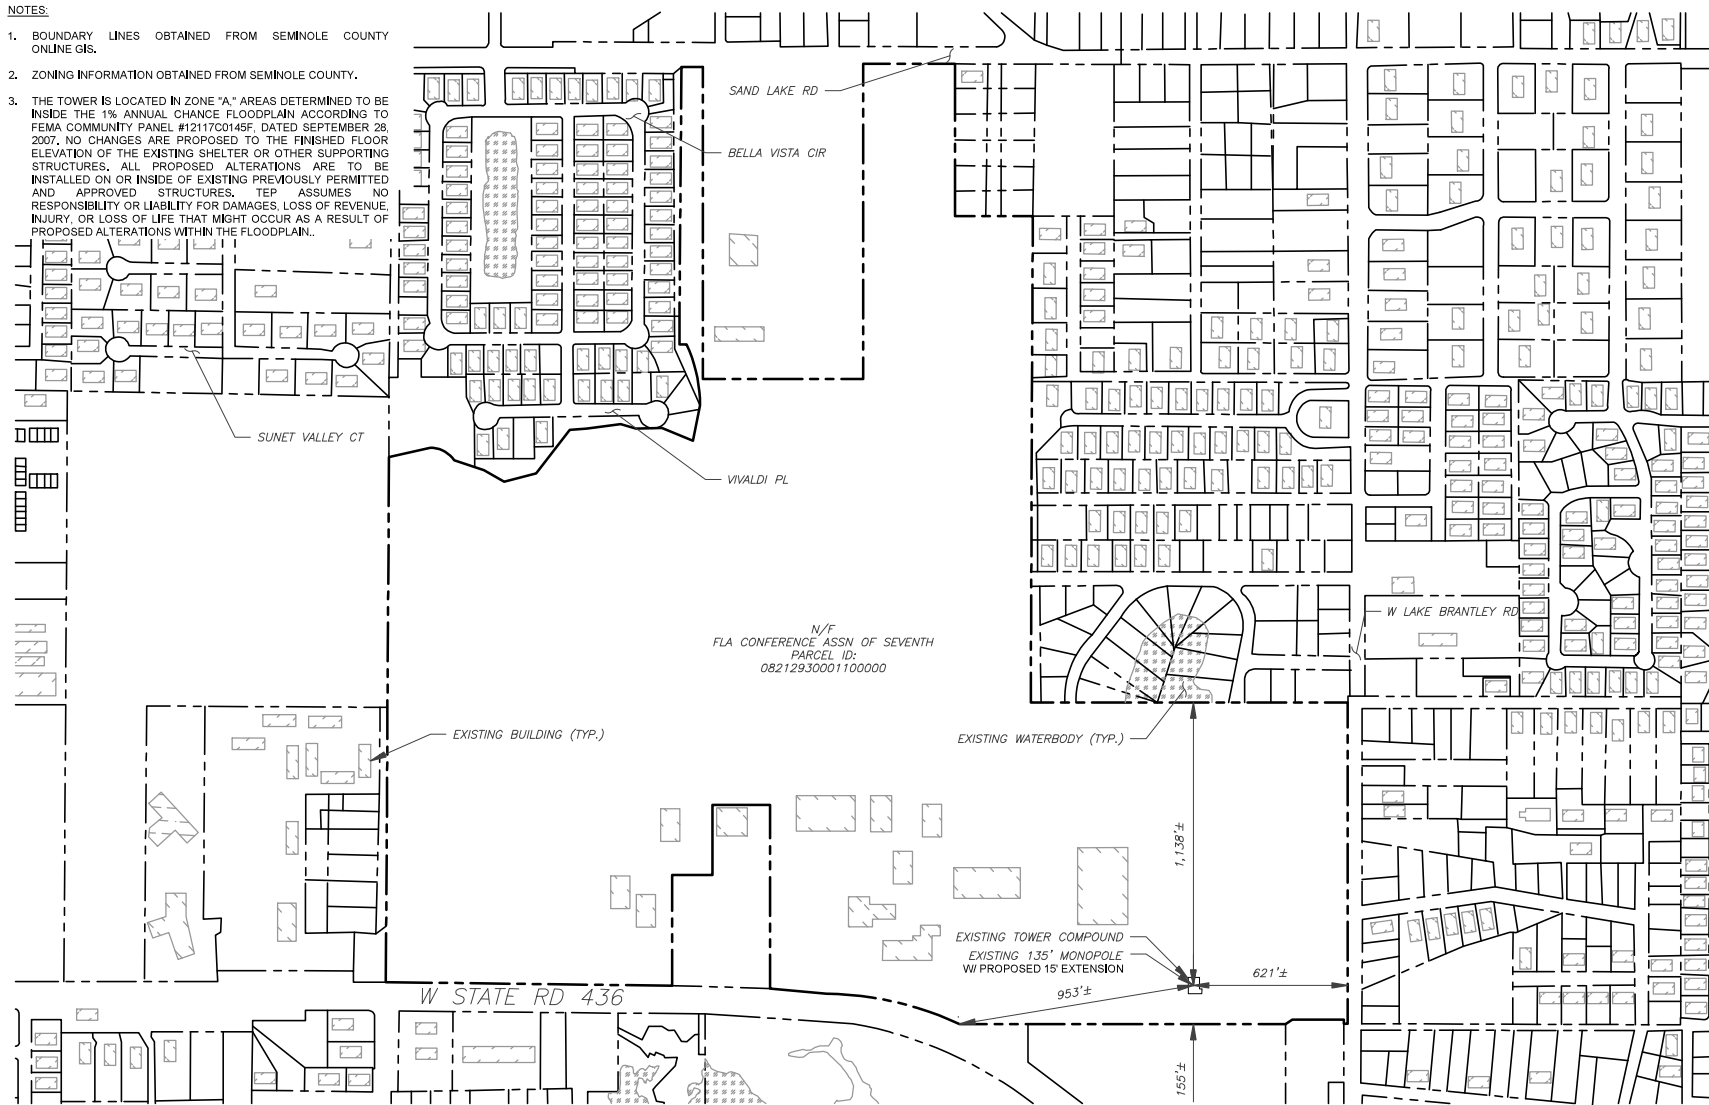 NOTES:
1. BOUNDARY LINES OBTAINED FROM SEMINOLE COUNTY
ONLINE GIS.
2. ZONING INFORMATION OBTAINED FROM SEMINOLE COUNTY.
3. THE TOWER IS LOCATED IN ZONE "A," AREAS DETERMINED TO BE
INSIDE THE 1% ANNUAL CHANCE FLOODPLAIN ACCORDING TO
FEMA COMMUNITY PANEL #12117C0145F, DATED SEPTEMBER 28,
2007. NO CHANGES ARE PROPOSED TO THE FINISHED FLOOR
ELEVATION OF THE EXISTING SHELTER OR OTHER SUPPORTING
STRUCTURES. ALL PROPOSED ALTERATIONS ARE TO BE
INSTALLED ON OR INSIDE OF EXISTING PREVIOUSLY PERMITTED
AND APPROVED STRUCTURES. TEP ASSUMES NO
RESPONSIBILITY OR LIABILITY FOR DAMAGES, LOSS OF REVENUE,
INJURY, OR LOSS OF LIFE THAT MIGHT OCCUR AS A RESULT OF
PROPOSED ALTERATIONS WITHIN THE FLOODPLAIN..
SAND LAKE RD
BELLA VISTA CIR
SUNET VALLEY CT
VIVALDI PL
N/F
FLA CONFERENCE ASSN OF SEVENTH
PARCEL ID:
08212930001100000
W LAKE BRANTLEY RD
EXISTING BUILDING (TYP.)
EXISTING WATERBODY (TYP.)
1,138'±
EXISTING TOWER COMPOUND
EXISTING 135' MONOPOLE
W/ PROPOSED 15' EXTENSION
621'±
953'±
W STATE RD 436
155'±